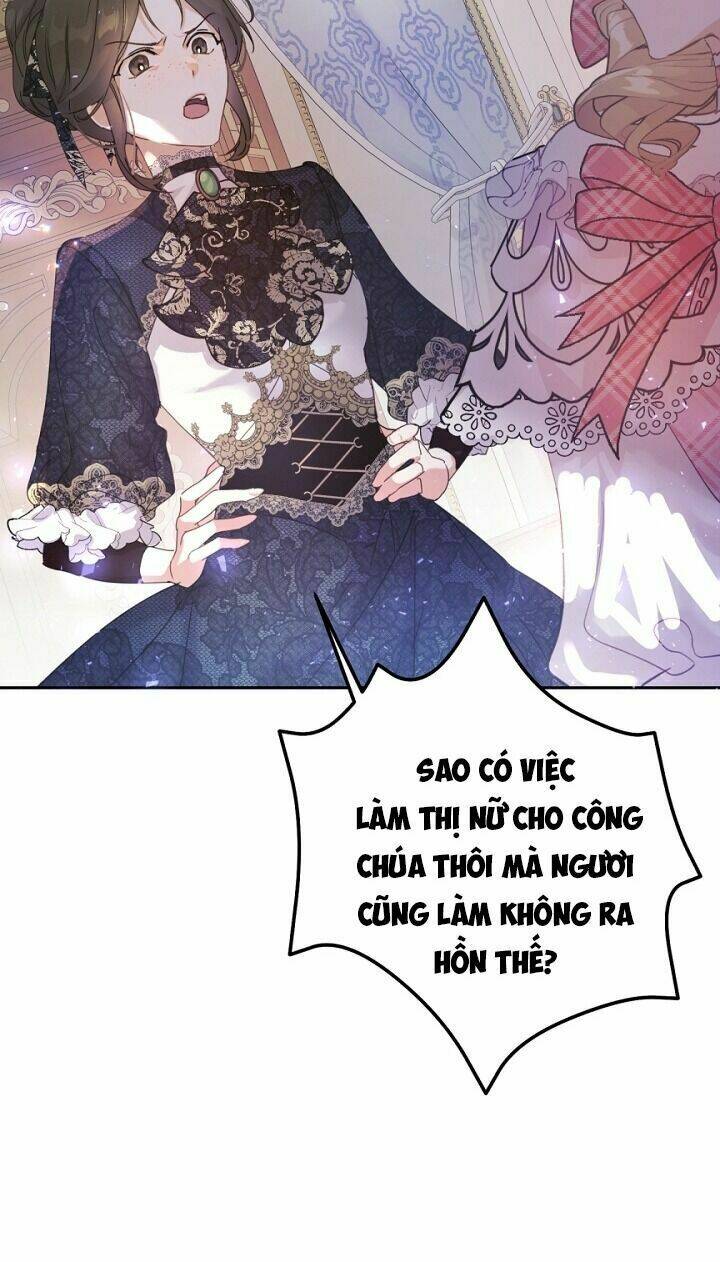 SAO CÓ VIỆC
LÀM THỊ NỮ CHO CÔNG
CHÚA THÔI MÀ NGƯƠI
CŨNG LÀM KHÔNG RA
HỒN THẾ?